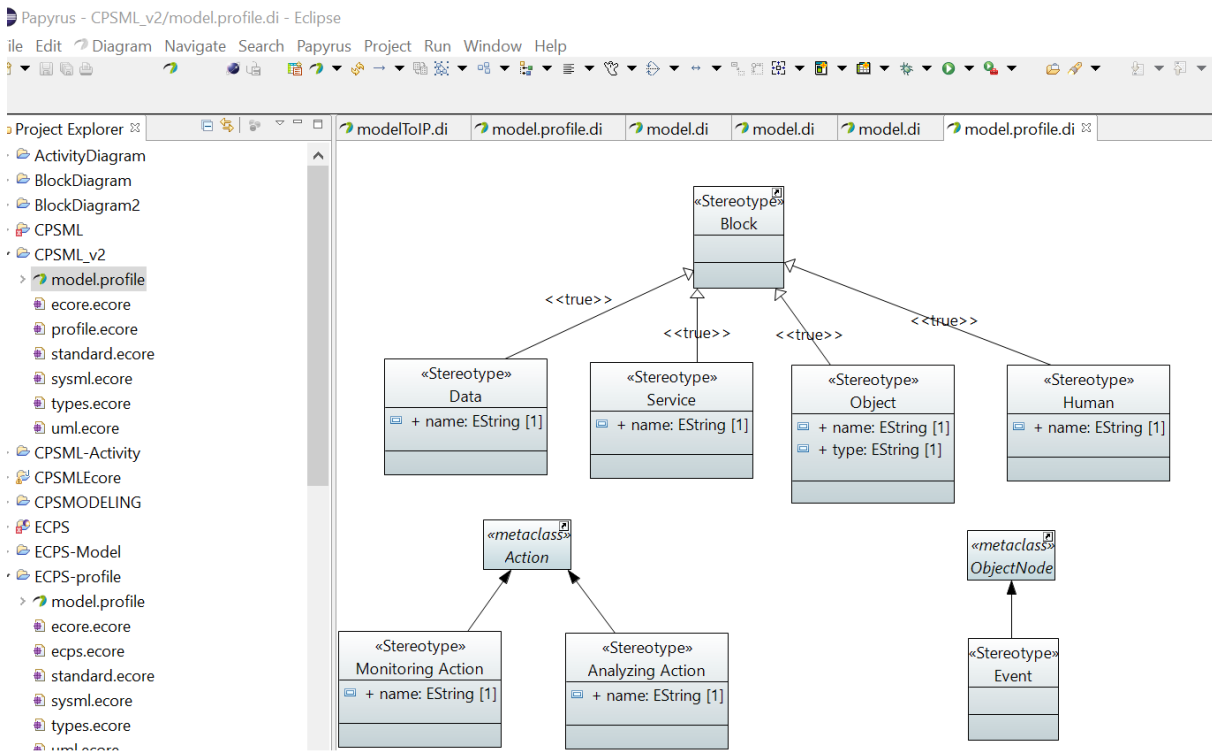 Papyrus - CPSML_v2/model.profile.di - Eclipse
ile Edit Diagram Navigate Search Papyrus Project Run Window Help
Project Explorer
modelToIP.di
model.profile.di
model.di
model.di
model.di
model.profile.di
ActivityDiagram
BlockDiagram
BlockDiagram2
CPSML
CPSML_v2
model.profile
ecore.ecore
profile.ecore
standard.ecore
sysml.ecore
types.ecore
uml.ecore
CPSML-Activity
CPSMLEcore
CPSMODELING
ECPS
ECPS-Model
ECPS-profile
model.profile
ecore.ecore
ecps.ecore
standard.ecore
sysml.ecore
types.ecore
uml.ecore
«Stereotype»
Block
<<true>>
<<true>>
<<true>>
<<true>>
«Stereotype»
Data
+ name: EString [1]
«Stereotype»
Service
+ name: EString [1]
«Stereotype»
Object
+ name: EString [1]
+ type: EString [1]
«Stereotype»
Human
+ name: EString [1]
«metaclass»
Action
«metaclass»
ObjectNode
«Stereotype»
Monitoring Action
+ name: EString [1]
«Stereotype»
Analyzing Action
+ name: EString [1]
«Stereotype»
Event